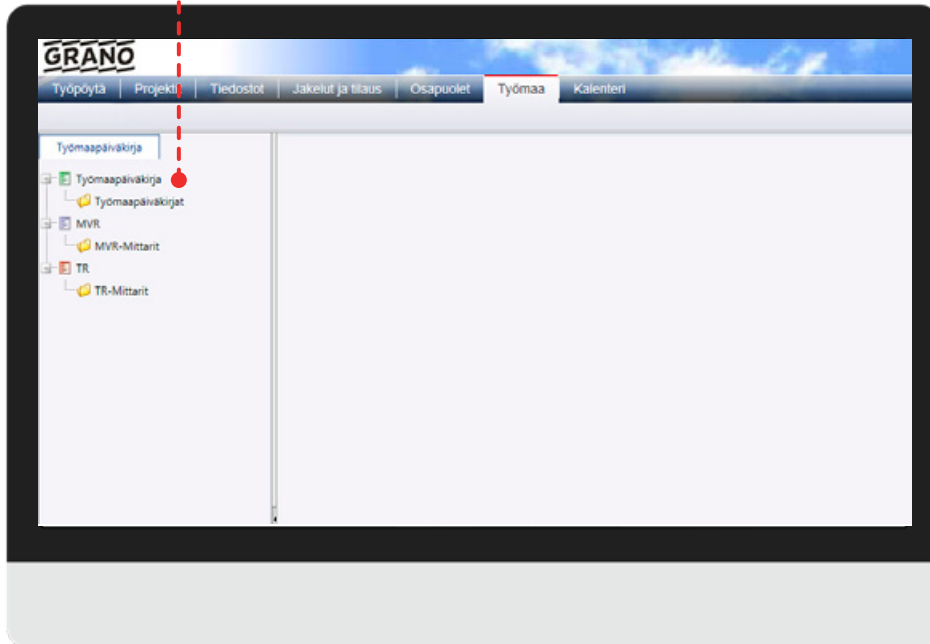 GRANO
Työpöytä Projekti Tiedostot Jakelut ja tilaus Osapuolet Työmaa Kalenteri
Työmaapäiväkirja
Työmaapäiväkirja
Työmaapäiväkirjat
MVR
MVR-Mittarit
TR
TR-Mittarit